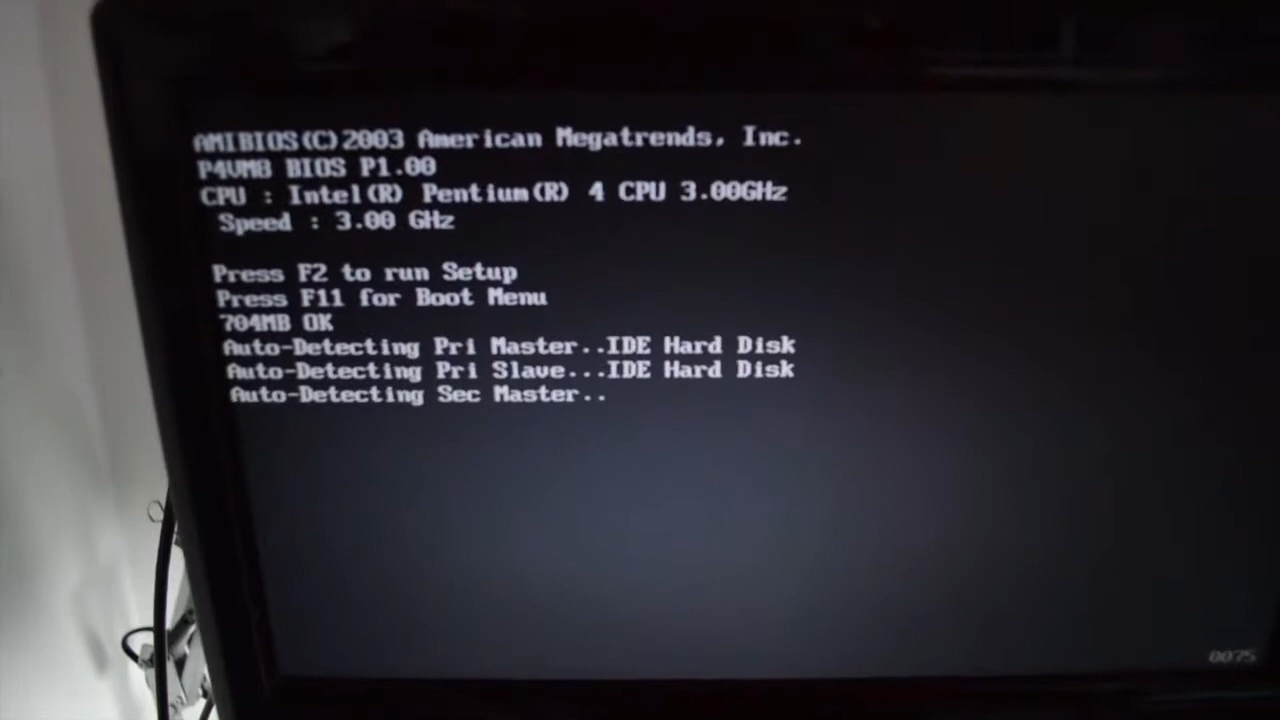 AMIBIOS(C)2003 American Megatrends, Inc.
P4VMB BIOS P1.00
CPU : Intel(R) Pentium(R) 4 CPU 3.00GHz
Speed : 3.00 GHz
Press F2 to run Setup
Press F11 for Boot Menu
704MB OK
Auto-Detecting Pri Master..IDE Hard Disk
Auto-Detecting Pri Slave...IDE Hard Disk
Auto-Detecting Sec Master..
0075